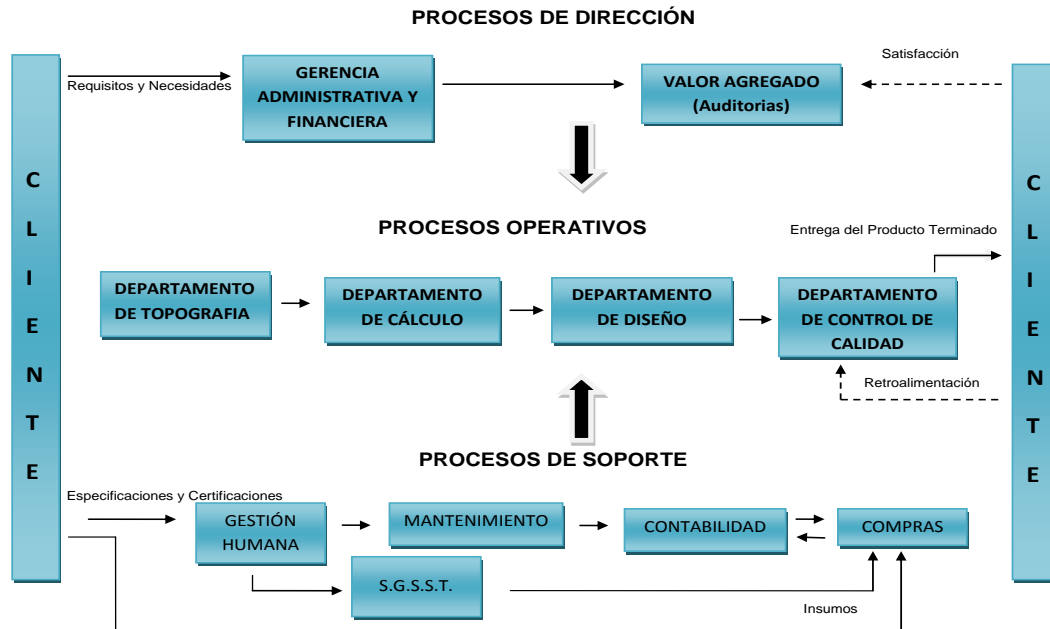 PROCESOS DE DIRECCIÓN
CLIENTE
Requisitos y Necesidades
GERENCIA
ADMINISTRATIVA Y
FINANCIERA
VALOR AGREGADO
(Auditorias)
Satisfacción
CLIENTE
PROCESOS OPERATIVOS
Entrega del Producto Terminado
DEPARTAMENTO
DE TOPOGRAFIA
DEPARTAMENTO
DE CÁLCULO
DEPARTAMENTO
DE DISEÑO
DEPARTAMENTO
DE CONTROL DE
CALIDAD
Retroalimentación
PROCESOS DE SOPORTE
Especificaciones y Certificaciones
GESTIÓN
HUMANA
MANTENIMIENTO
CONTABILIDAD
COMPRAS
S.G.S.S.T.
Insumos